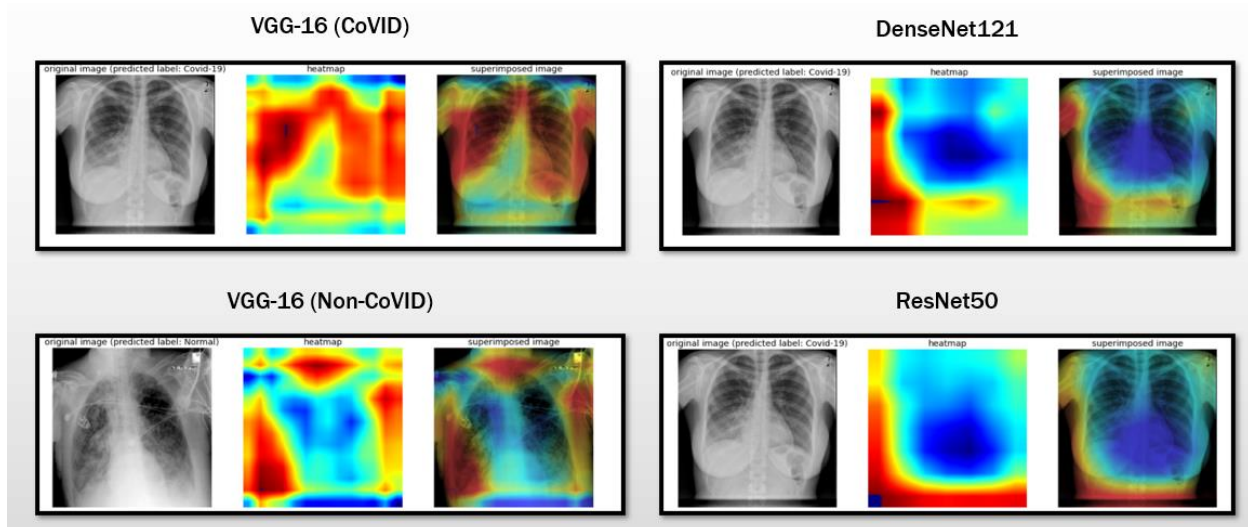 VGG-16 (CoVID)
original image (predicted label: Covid-19)
heatmap
superimposed image
DenseNet121
original image (predicted label: Covid-19)
heatmap
superimposed image
VGG-16 (Non-CoVID)
original image (predicted label: Normal)
heatmap
superimposed image
ResNet50
original image (predicted label: Covid-19)
heatmap
superimposed image